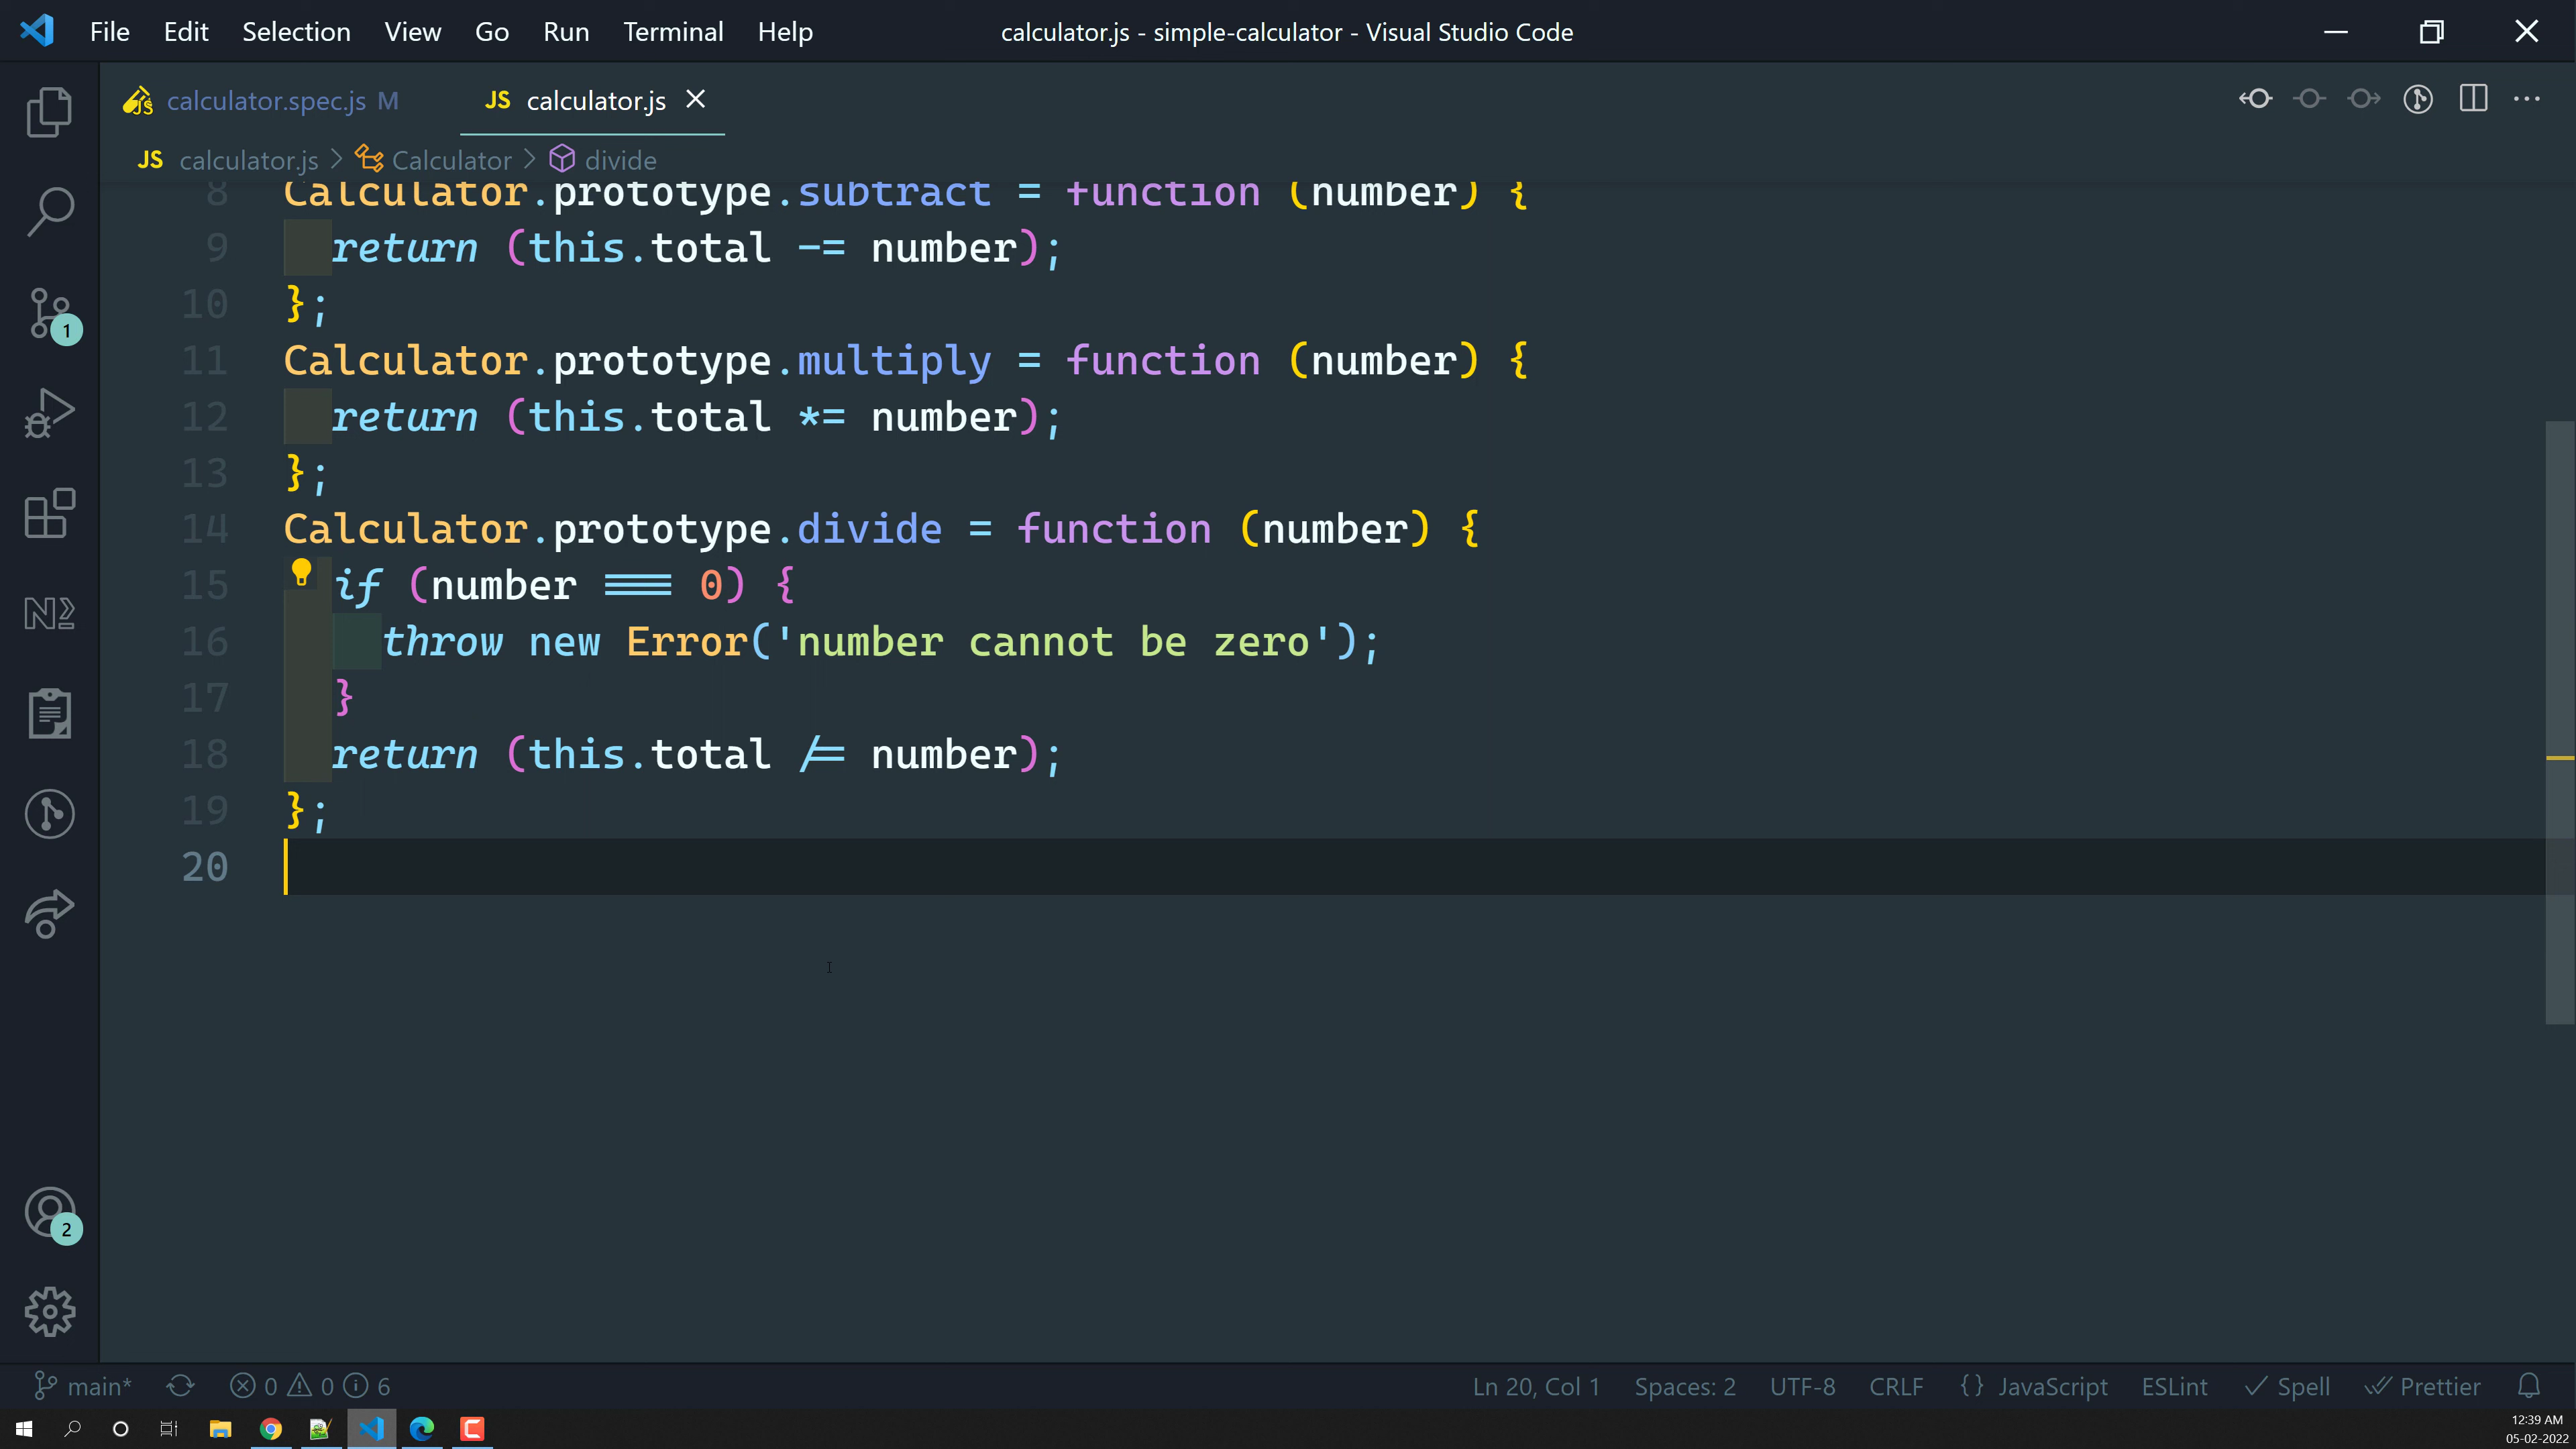 File Edit Selection View Go Run Terminal Help calculator.js - simple-calculator - Visual Studio Code
calculator.spec.js M JS calculator.js
JS calculator.js > Calculator > divide
8 Calculator.prototype.subtract = function (number) {
9 return (this.total -= number);
10 };
11 Calculator.prototype.multiply = function (number) {
12 return (this.total *= number);
13 };
14 Calculator.prototype.divide = function (number) {
15 if (number === 0) {
16 throw new Error('number cannot be zero');
17 }
18 return (this.total /= number);
19 };
20
1
2
main* 0 0 6 Ln 20, Col 1 Spaces: 2 UTF-8 CRLF {} JavaScript ESLint Spell Prettier
12:39 AM
05-02-2022